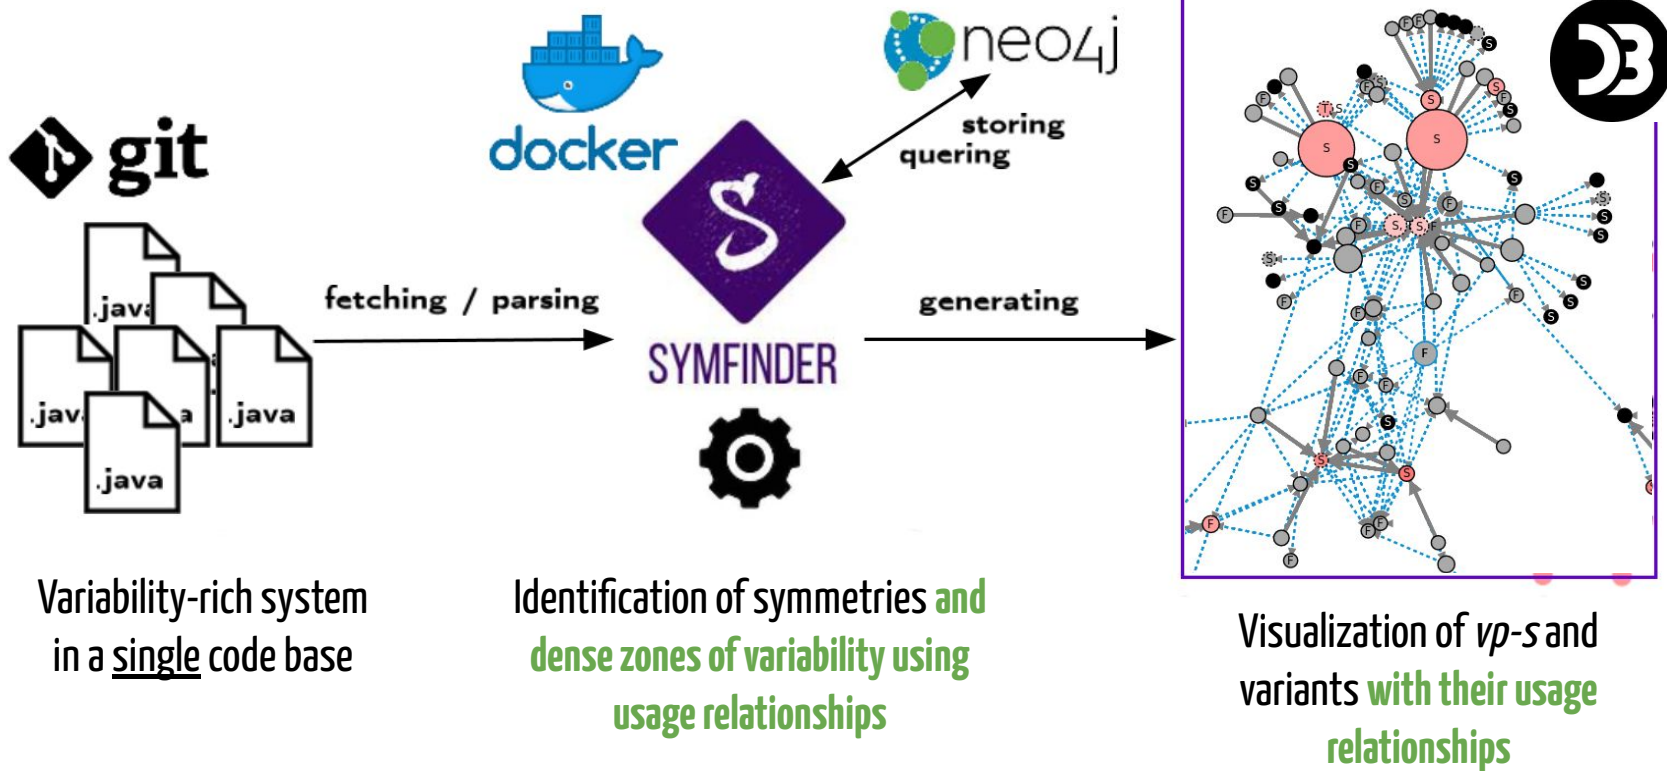 git
docker
neo4j
storing
quering
.java
.java
.java
.java
fetching / parsing
SYMFINDER
generating
Variability-rich system
in a single code base
Identification of symmetries and
dense zones of variability using
usage relationships
Visualization of vp-s and
variants with their usage
relationships